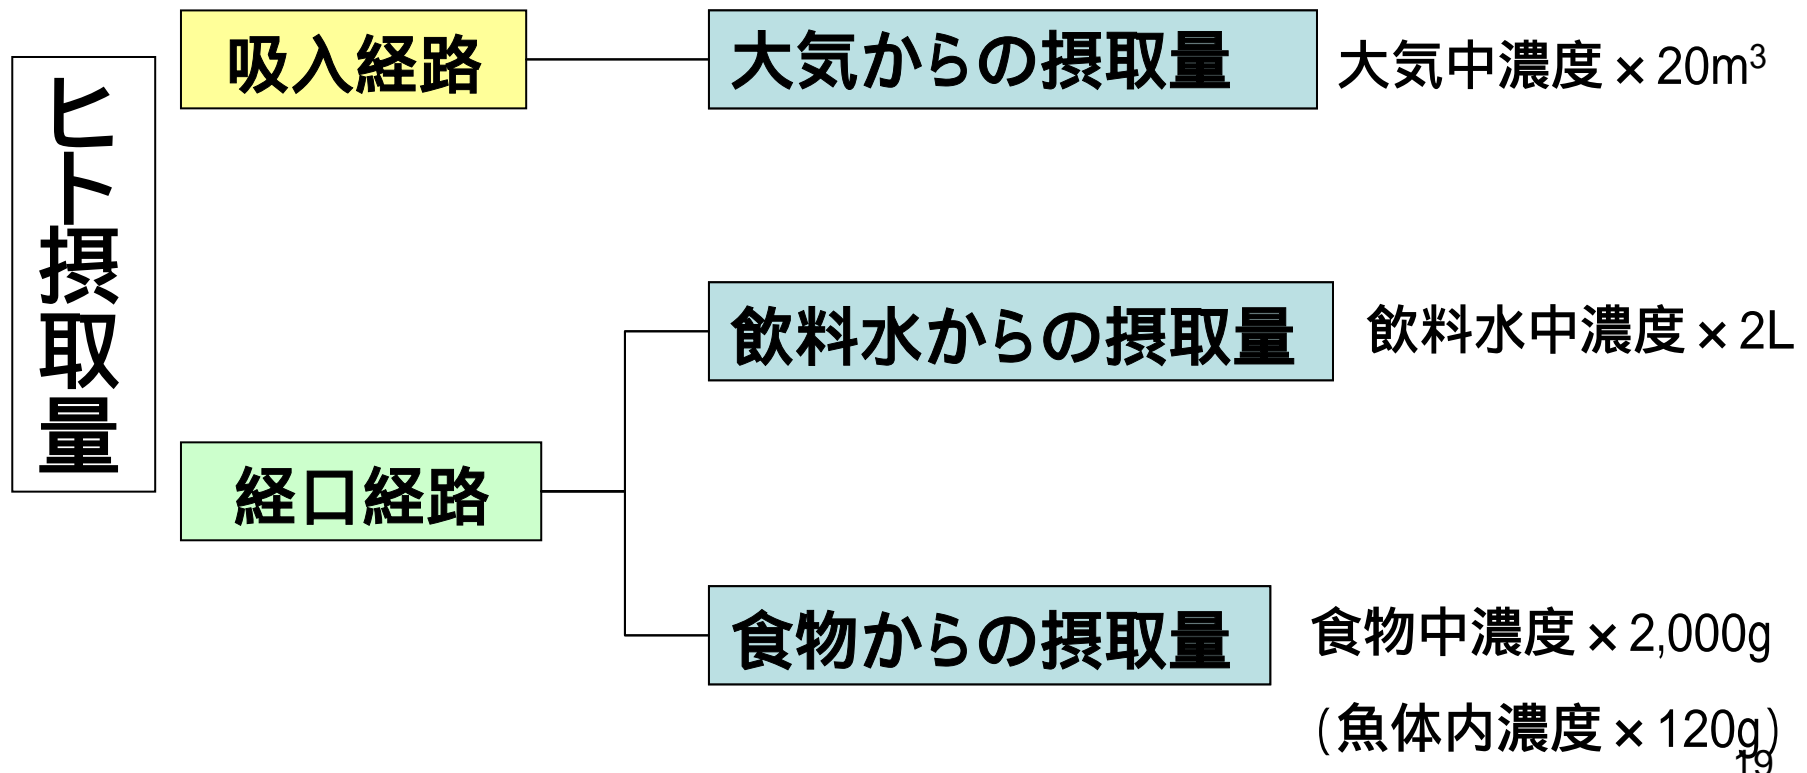 ヒト摂取量
吸入経路
大気からの摂取量
大気中濃度×20m³
飲料水からの摂取量
飲料水中濃度×2L
経口経路
食物からの摂取量
食物中濃度×2,000g
(魚体内濃度×120g)
19